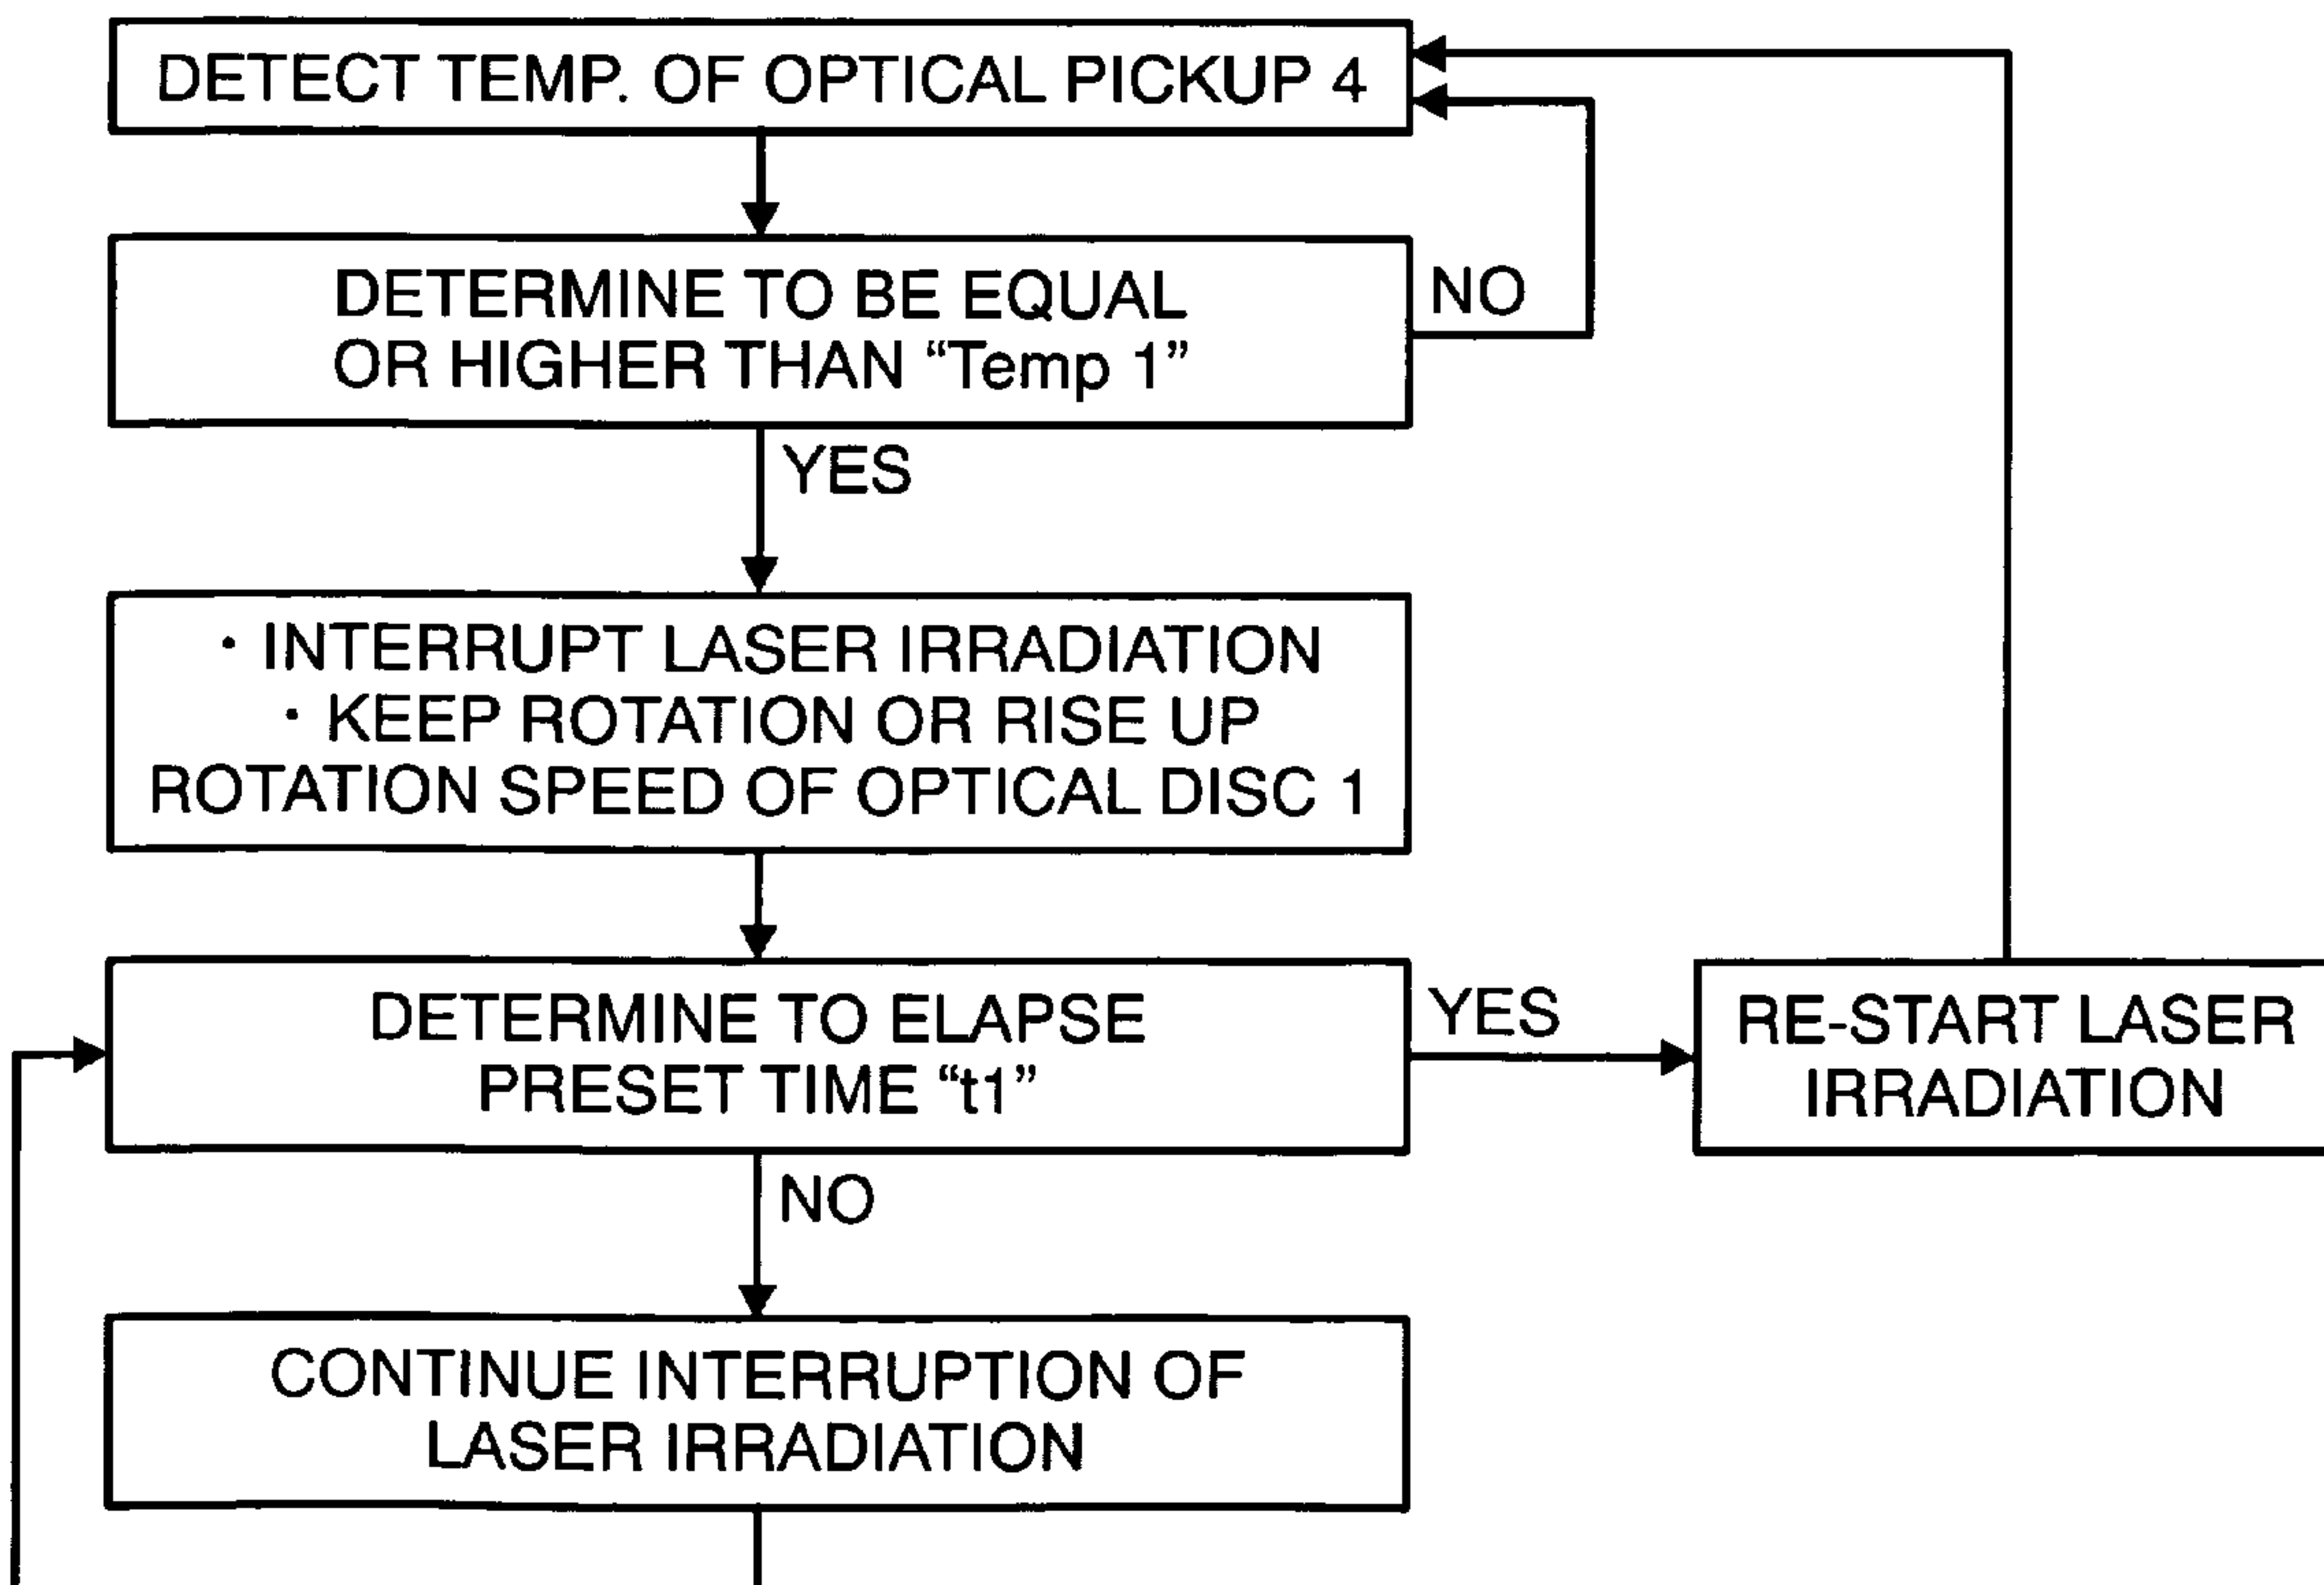 DETECT TEMP. OF OPTICAL PICKUP 4
DETERMINE TO BE EQUAL
OR HIGHER THAN “Temp 1”
NO
YES
· INTERRUPT LASER IRRADIATION
· KEEP ROTATION OR RISE UP
ROTATION SPEED OF OPTICAL DISC 1
DETERMINE TO ELAPSE
PRESET TIME “t1”
YES
RE-START LASER
IRRADIATION
NO
CONTINUE INTERRUPTION OF
LASER IRRADIATION